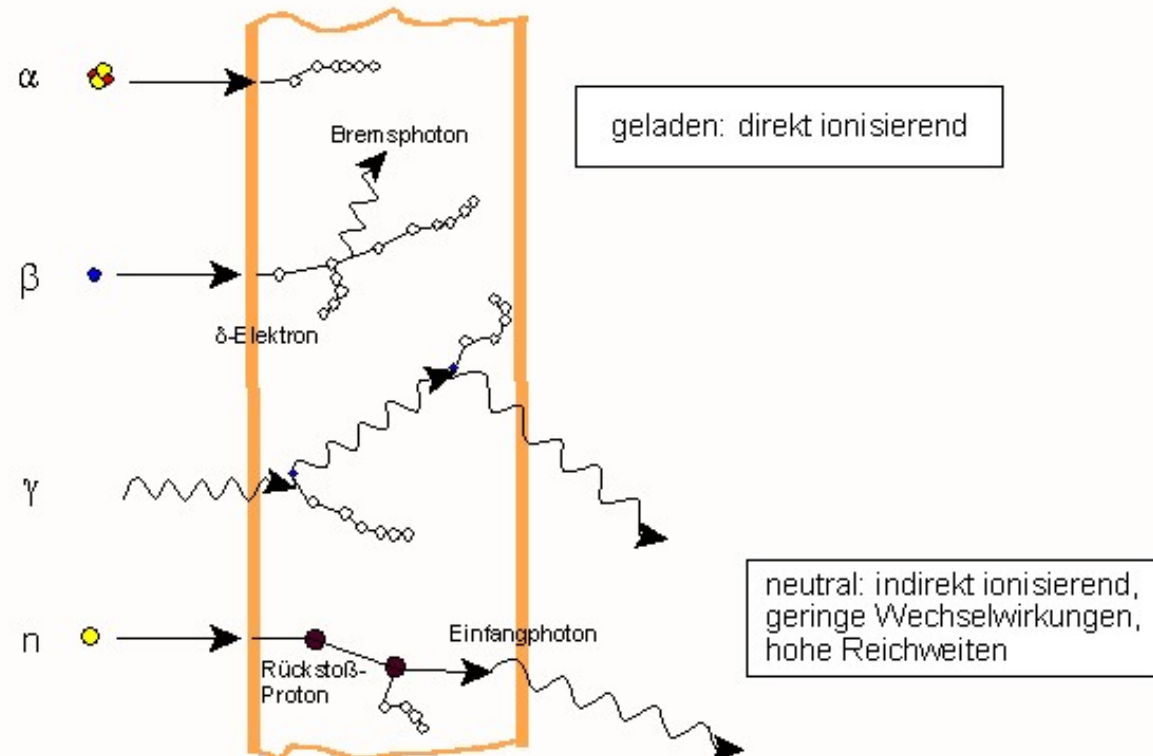 α
geladen: direkt ionisierend
Bremsphoton
β
δ-Elektron
γ
neutral: indirekt ionisierend,
geringe Wechselwirkungen,
hohe Reichweiten
n
Einfangphoton
Rückstoß-
Proton